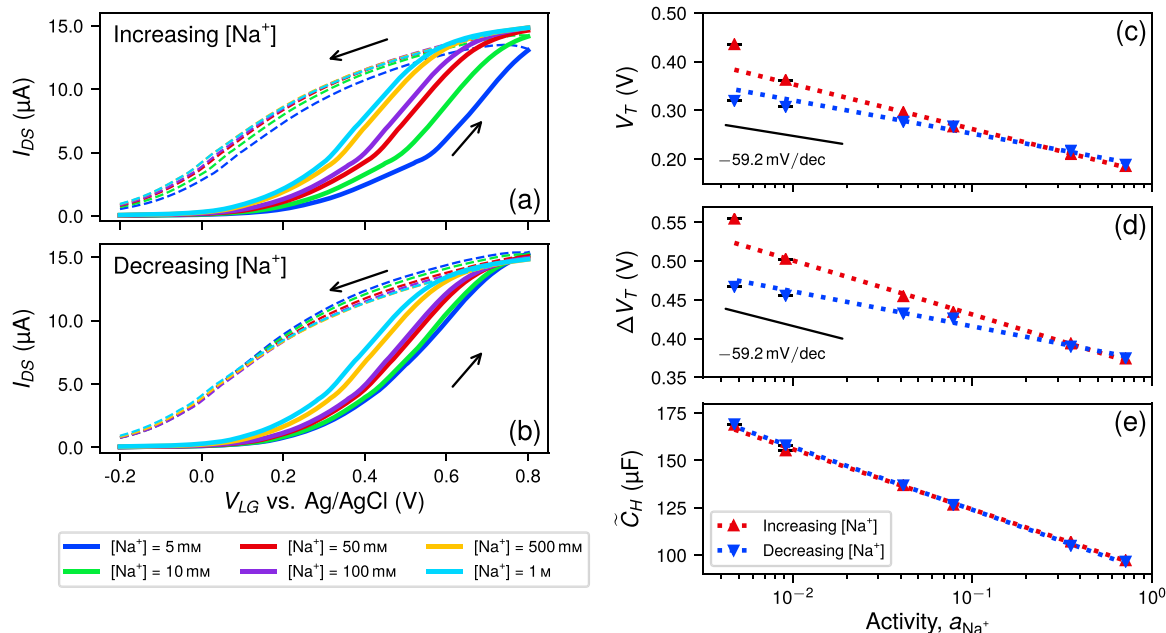 15.0
10.0
5.0
0.0
I_DS (μA)
Increasing [Na⁺]
(a)
15.0
10.0
5.0
0.0
I_DS (μA)
Decreasing [Na⁺]
(b)
-0.2 0.0 0.2 0.4 0.6 0.8
V_LG vs. Ag/AgCl (V)
[Na⁺] = 5 mM [Na⁺] = 50 mM [Na⁺] = 500 mM
[Na⁺] = 10 mM [Na⁺] = 100 mM [Na⁺] = 1 M
0.50
0.40
0.30
0.20
V_T (V)
(c)
−59.2 mV/dec
0.55
0.50
0.45
0.40
0.35
ΔV_T (V)
(d)
−59.2 mV/dec
175
150
125
100
C̃_H (μF)
(e)
Increasing [Na⁺]
Decreasing [Na⁺]
10⁻² 10⁻¹ 10⁰
Activity, a_Na⁺